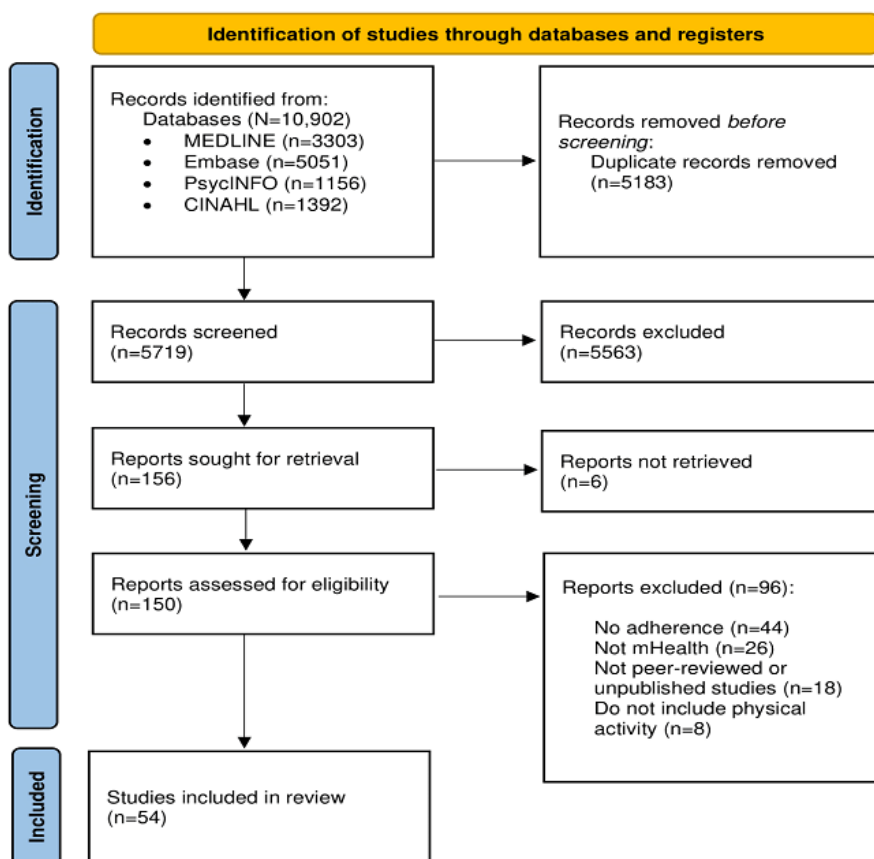 Identification of studies through databases and registers
Identification
Records identified from:
Databases (N=10,902)
• MEDLINE (n=3303)
• Embase (n=5051)
• PsycINFO (n=1156)
• CINAHL (n=1392)
Records removed before
screening:
Duplicate records removed
(n=5183)
Screening
Records screened
(n=5719)
Records excluded
(n=5563)
Reports sought for retrieval
(n=156)
Reports not retrieved
(n=6)
Reports assessed for eligibility
(n=150)
Reports excluded (n=96):
No adherence (n=44)
Not mHealth (n=26)
Not peer-reviewed or
unpublished studies (n=18)
Do not include physical
activity (n=8)
Included
Studies included in review
(n=54)